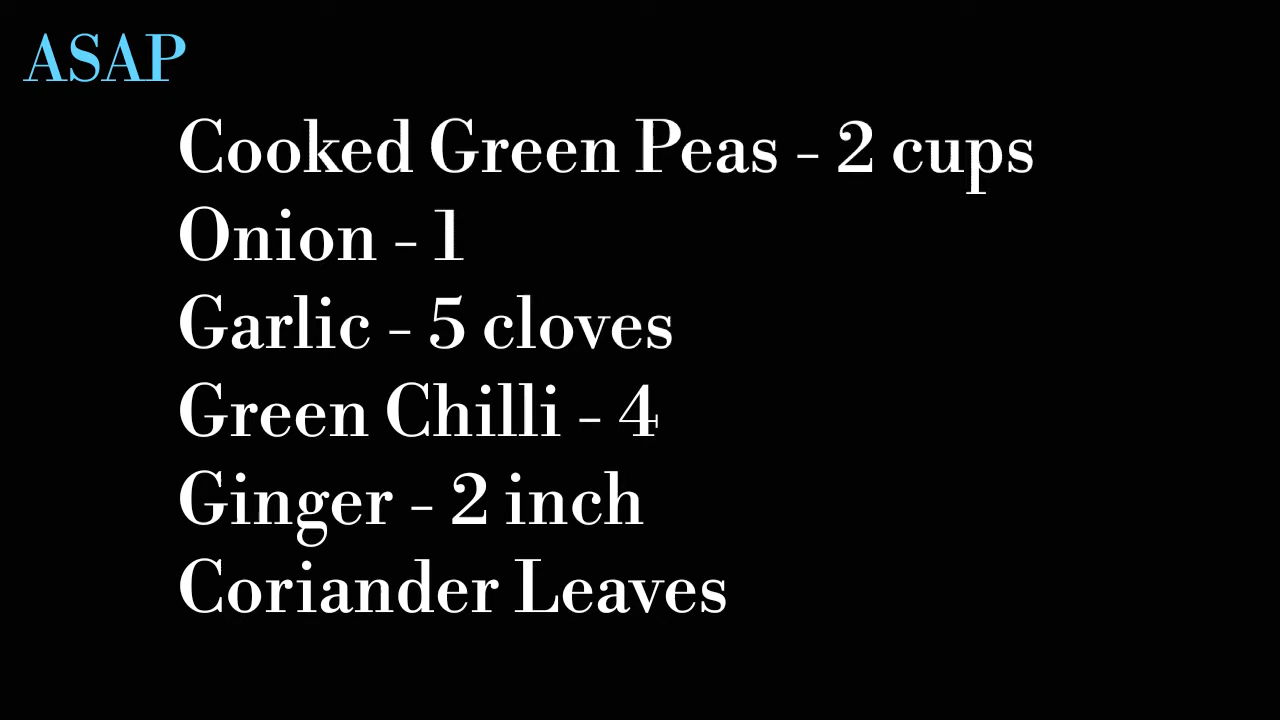 ASAP
Cooked Green Peas - 2 cups
Onion - 1
Garlic - 5 cloves
Green Chilli - 4
Ginger - 2 inch
Coriander Leaves